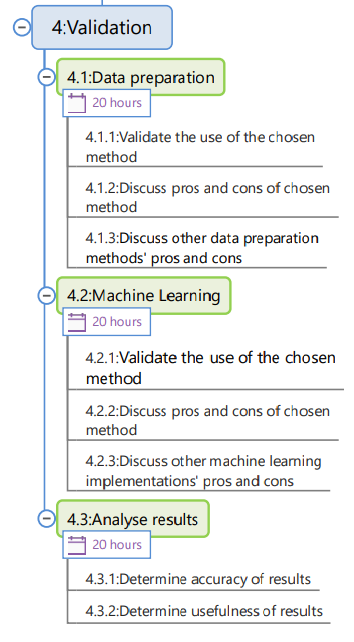 4:Validation
4.1:Data preparation
20 hours
4.1.1:Validate the use of the chosen
method
4.1.2:Discuss pros and cons of chosen
method
4.1.3:Discuss other data preparation
methods' pros and cons
4.2:Machine Learning
20 hours
4.2.1:Validate the use of the chosen
method
4.2.2:Discuss pros and cons of chosen
method
4.2.3:Discuss other machine learning
implementations' pros and cons
4.3:Analyse results
20 hours
4.3.1:Determine accuracy of results
4.3.2:Determine usefulness of results